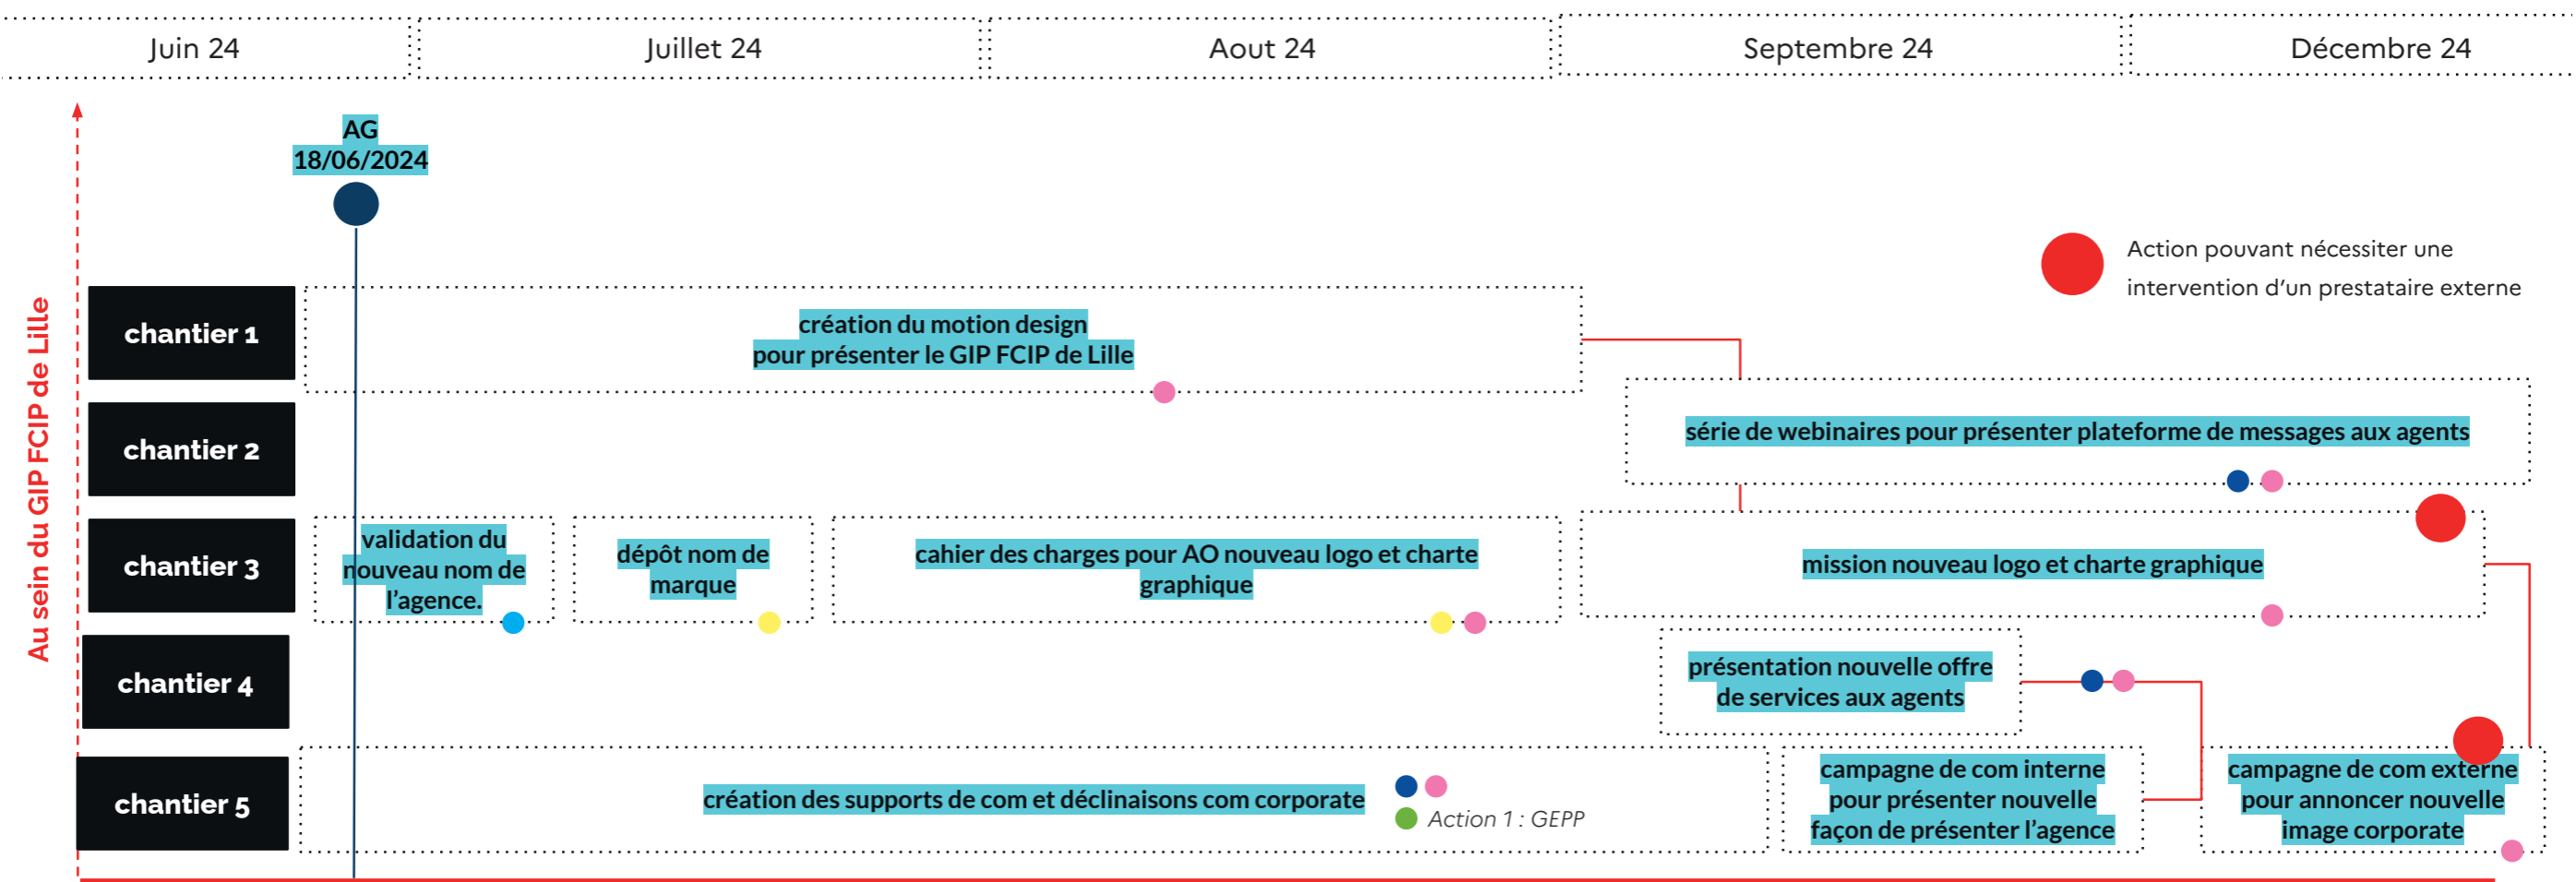 Juin 24
Juillet 24
Aout 24
Septembre 24
Décembre 24
AG
18/06/2024
Action pouvant nécessiter une
intervention d'un prestataire externe
Au sein du GIP FCIP de Lille
chantier 1
création du motion design
pour présenter le GIP FCIP de Lille
chantier 2
série de webinaires pour présenter plateforme de messages aux agents
chantier 3
validation du
nouveau nom de
l'agence.
dépôt nom de
marque
cahier des charges pour AO nouveau logo et charte
graphique
mission nouveau logo et charte graphique
chantier 4
présentation nouvelle offre
de services aux agents
chantier 5
création des supports de com et déclinaisons com corporate
Action 1 : GEPP
campagne de com interne
pour présenter nouvelle
façon de présenter l'agence
campagne de com externe
pour annoncer nouvelle
image corporate